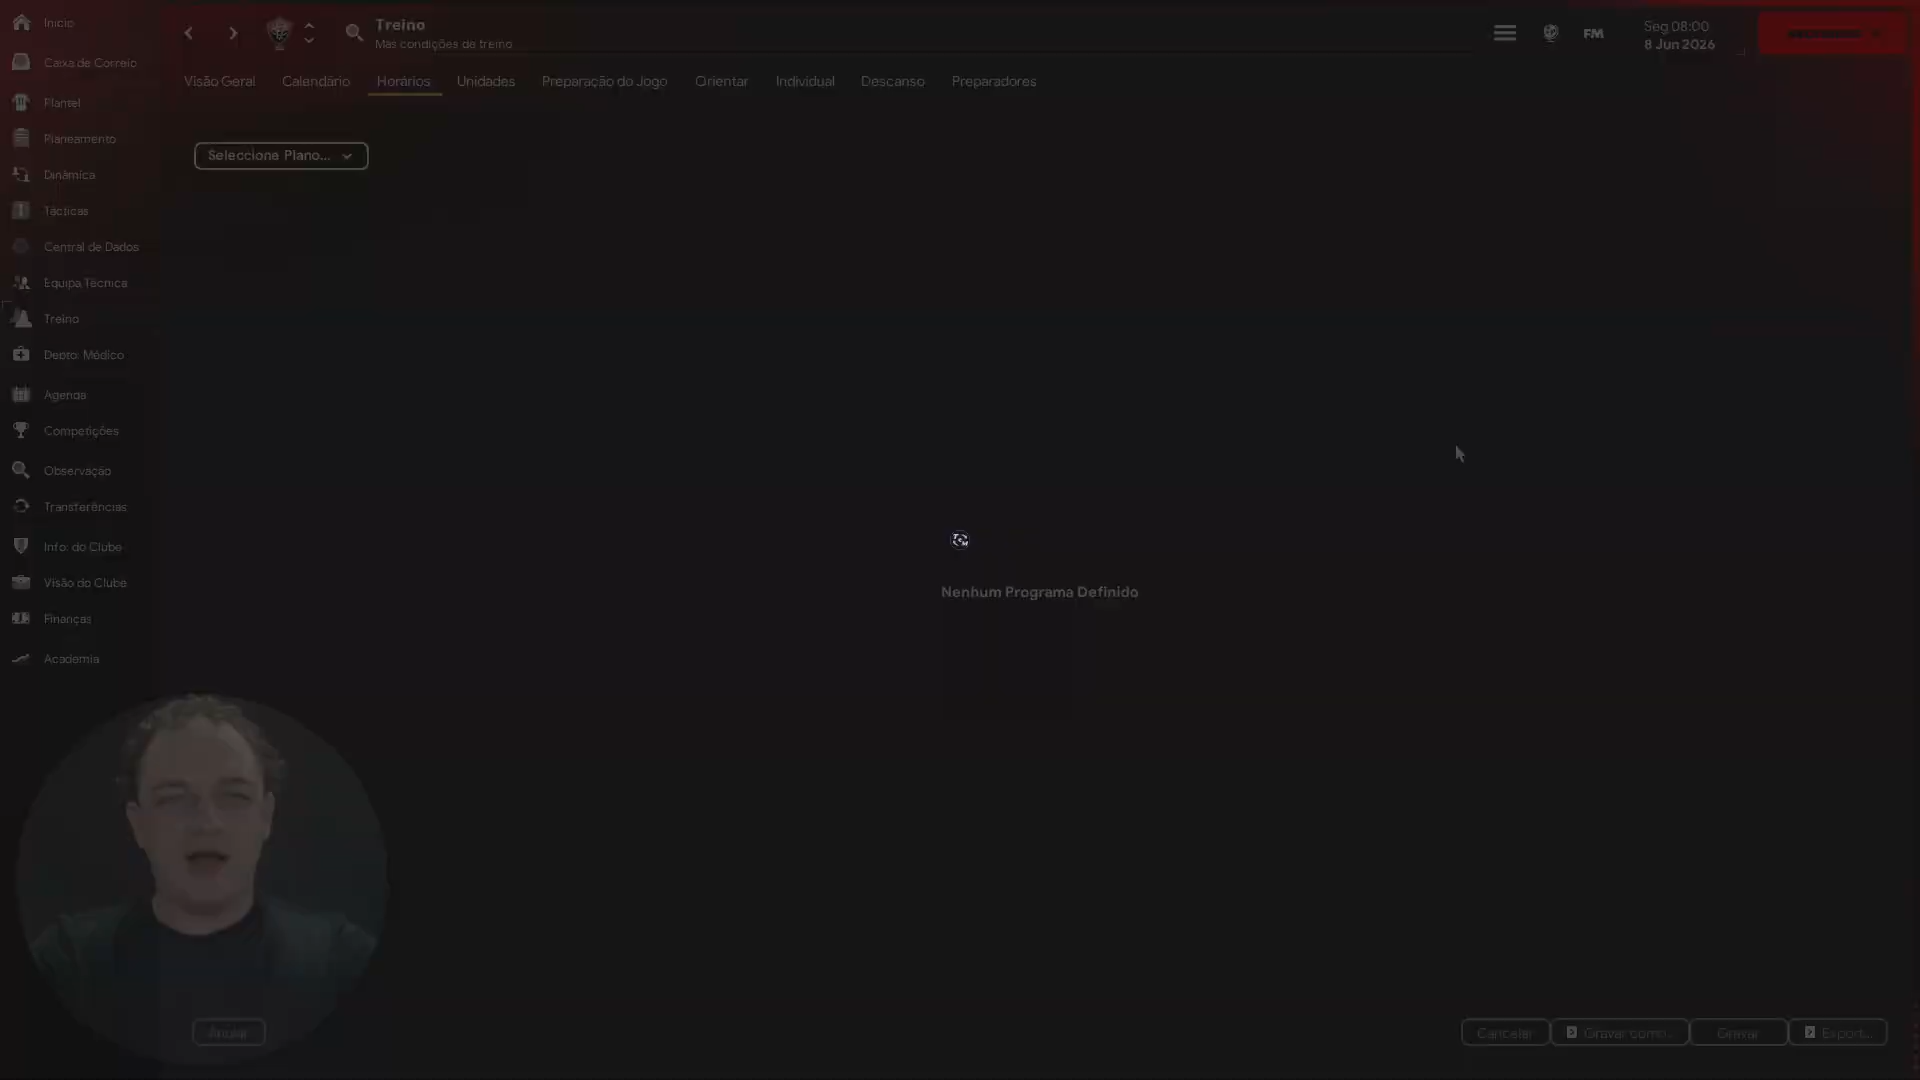 Início
Caixa de Correio
Plantel
Planeamento
Dinâmica
Tácticas
Central de Dados
Equipa Técnica
Treino
Depto. Médico
Agenda
Competições
Observação
Transferências
Info. do Clube
Visão do Clube
Finanças
Academia
Treino
Más condições de treino
FM
Seg 08:00
8 Jun 2026
Visão Geral
Calendário
Horários
Unidades
Preparação do Jogo
Orientar
Individual
Descanso
Preparadores
Seleccione Plano...
Nenhum Programa Definido
Anular
Cancelar
Gravar como...
Gravar
Export...